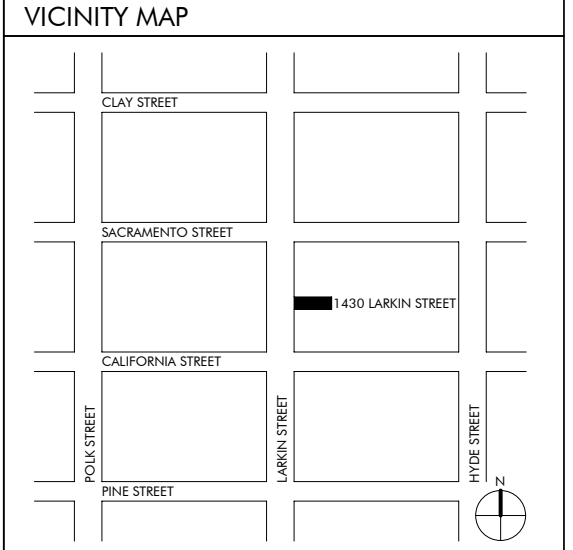 VICINITY MAP
CLAY STREET
SACRAMENTO STREET
1430 LARKIN STREET
CALIFORNIA STREET
POLK STREET
LARKIN STREET
HYDE STREET
PINE STREET
N